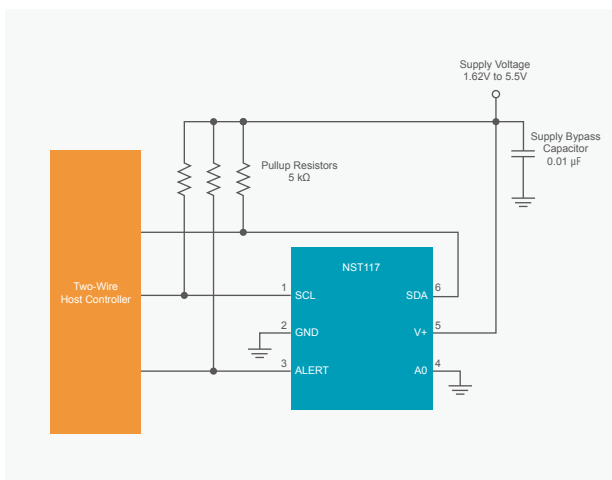 Supply Voltage
1.62V to 5.5V
Supply Bypass
Capacitor
0.01 µF
Pullup Resistors
5 kΩ
Two-Wire
Host Controller
NST117
1
SCL
SDA
6
2
GND
V+
5
3
ALERT
A0
4